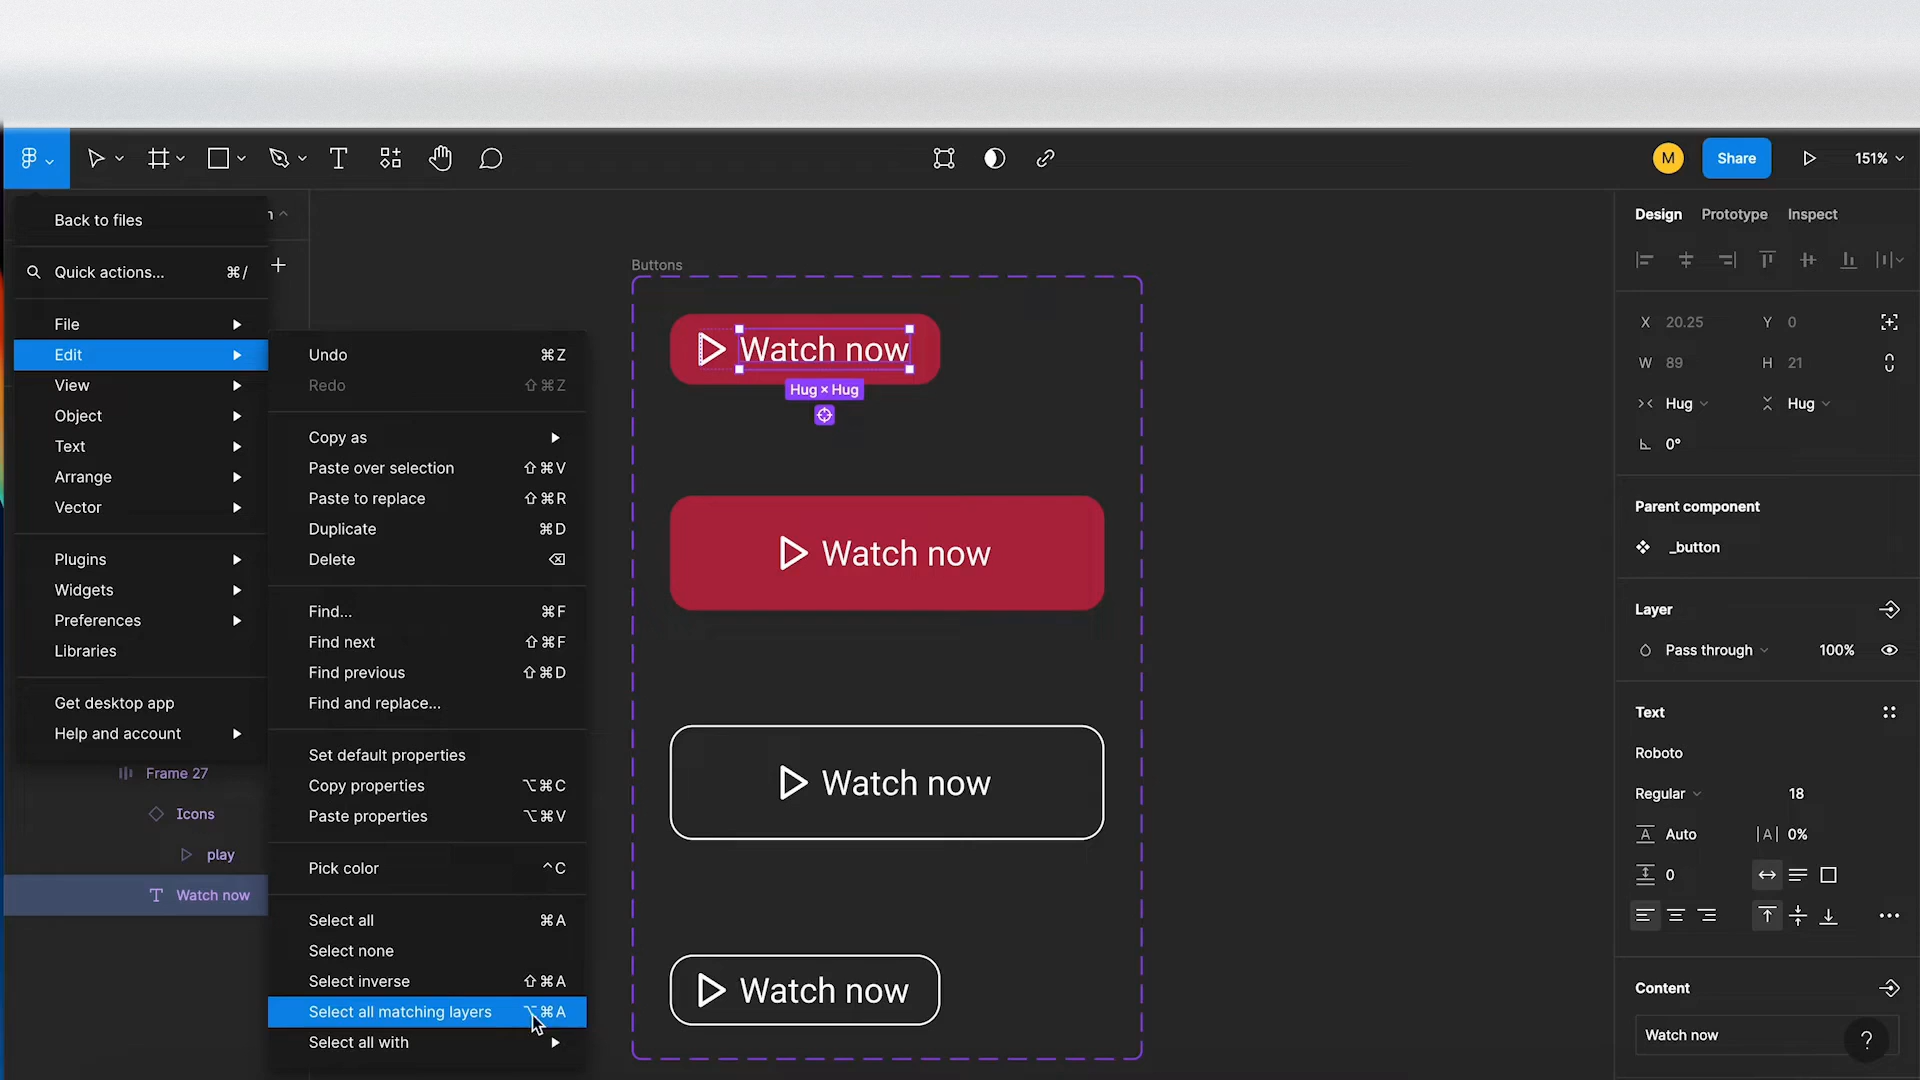 M
Share
151%
Back to files
Quick actions... ⌘/
File
Edit
View
Object
Text
Arrange
Vector
Plugins
Widgets
Preferences
Libraries
Get desktop app
Help and account
Frame 27
Icons
play
Watch now
Undo ⌘Z
Redo ⇧⌘Z
Copy as
Paste over selection ⇧⌘V
Paste to replace ⇧⌘R
Duplicate ⌘D
Delete ⌫
Find... ⌘F
Find next ⇧⌘F
Find previous ⇧⌘D
Find and replace...
Set default properties
Copy properties ⌥⌘C
Paste properties ⌥⌘V
Pick color ^C
Select all ⌘A
Select none
Select inverse ⇧⌘A
Select all matching layers ⌥⌘A
Select all with
Buttons
Watch now
Hug × Hug
Watch now
Watch now
Watch now
Design Prototype Inspect
X 20.25 Y 0
W 89 H 21
Hug Hug
0°
Parent component
_button
Layer
Pass through 100%
Text
Roboto
Regular 18
Auto |A| 0%
0
Content
Watch now
?